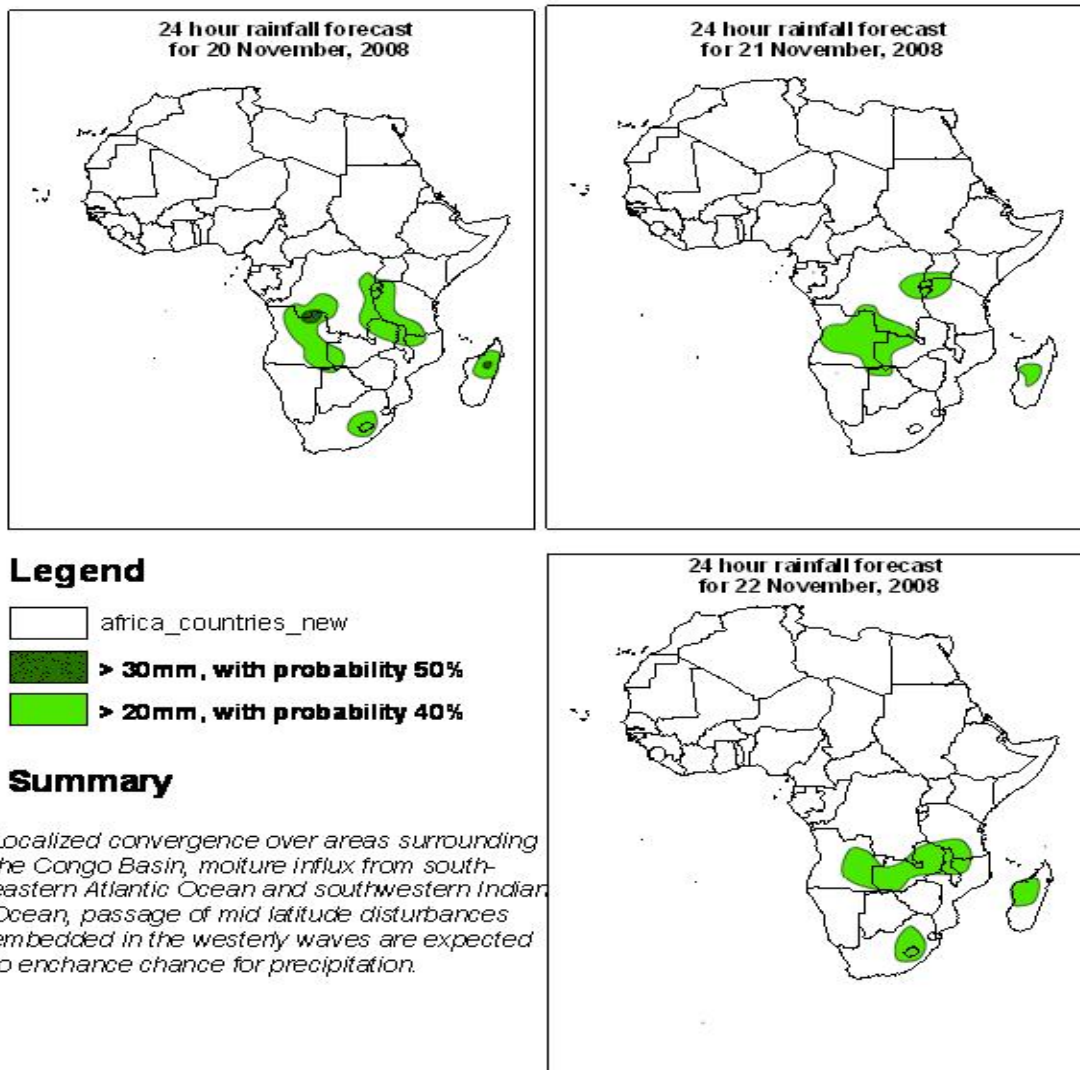 24 hour rainfall forecast
for 20 November, 2008
24 hour rainfall forecast
for 21 November, 2008
Legend
africa_countries_new
> 30mm, with probability 50%
> 20mm, with probability 40%
Summary
ocalized convergence over areas surrounding
he Congo Basin, moiture influx from south-
eastern Atlantic Ocean and southwestern Indian
Ocean, passage of mid latitude disturbances
embedded in the westerly waves are expected
o enchance chance for precipitation.
24 hour rainfall forecast
for 22 November, 2008